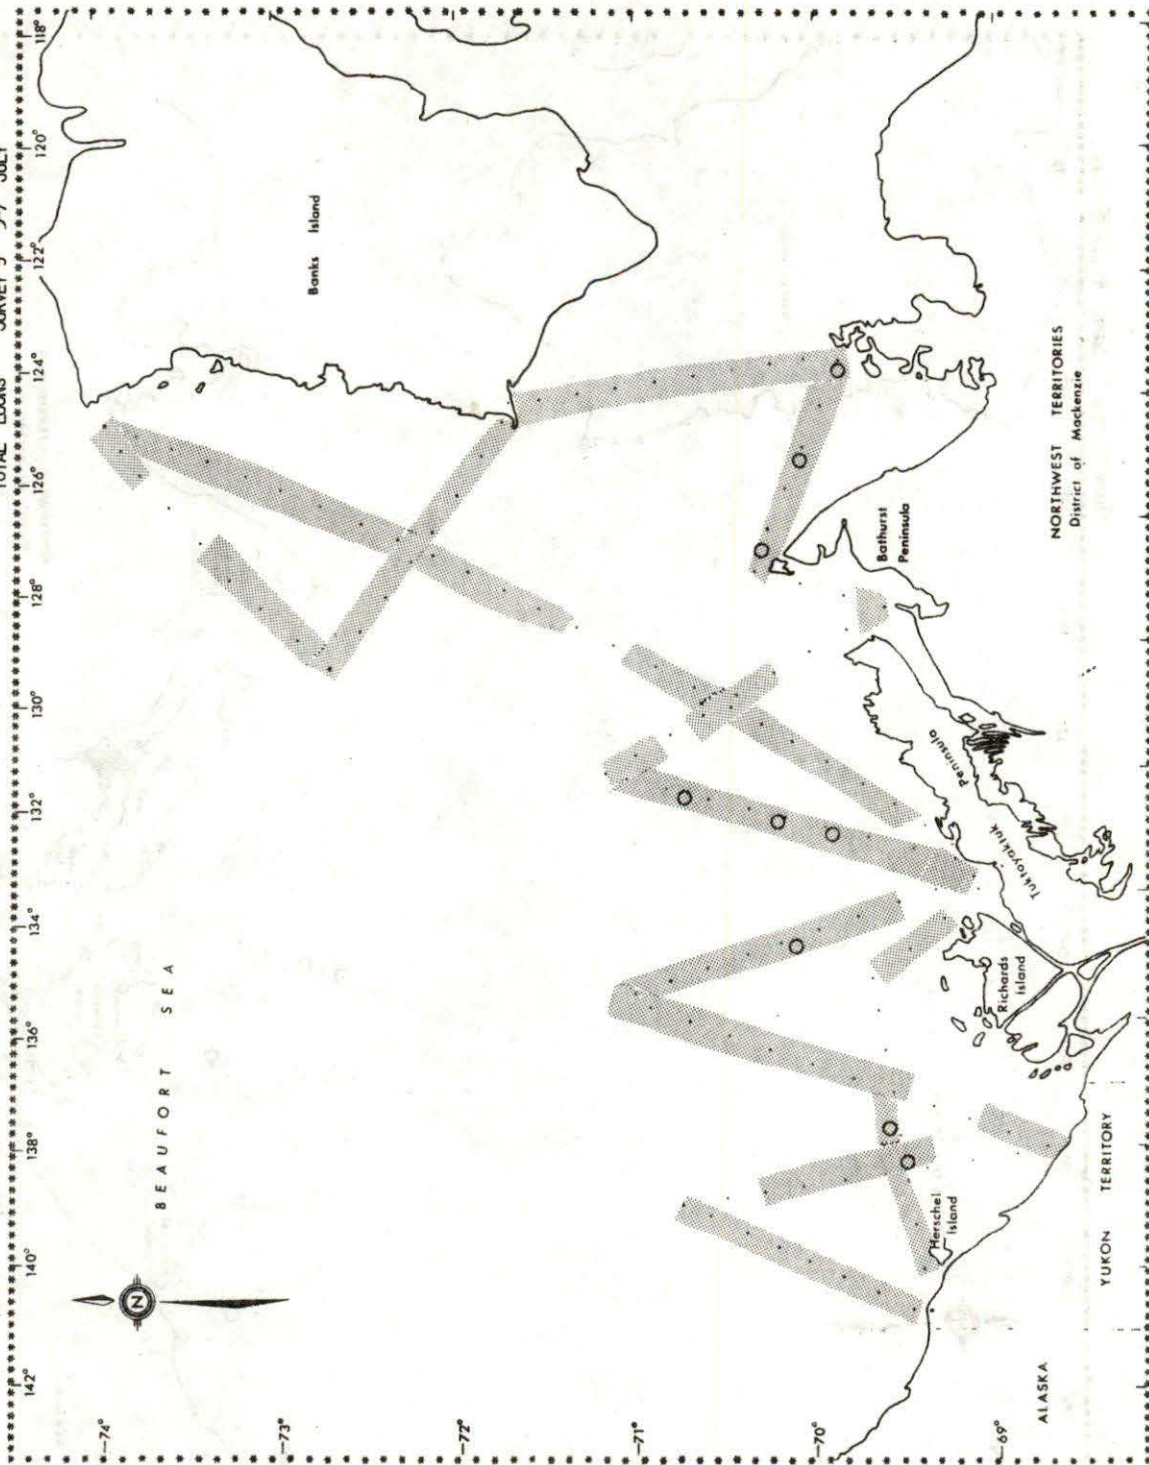 TOTAL LOONS SURVEY 3 5-7 JULY
142° 140° 138° 136° 134° 132° 130° 128° 126° 124° 122° 120° 118°
74°
BEAUFORT SEA
N
Banks Island
73°
72°
71°
70°
Bathurst
Peninsula
Tuktoyaktuk Peninsula
Herschel
Island
Richards
Island
69°
NORTHWEST TERRITORIES
District of Mackenzie
YUKON TERRITORY
ALASKA